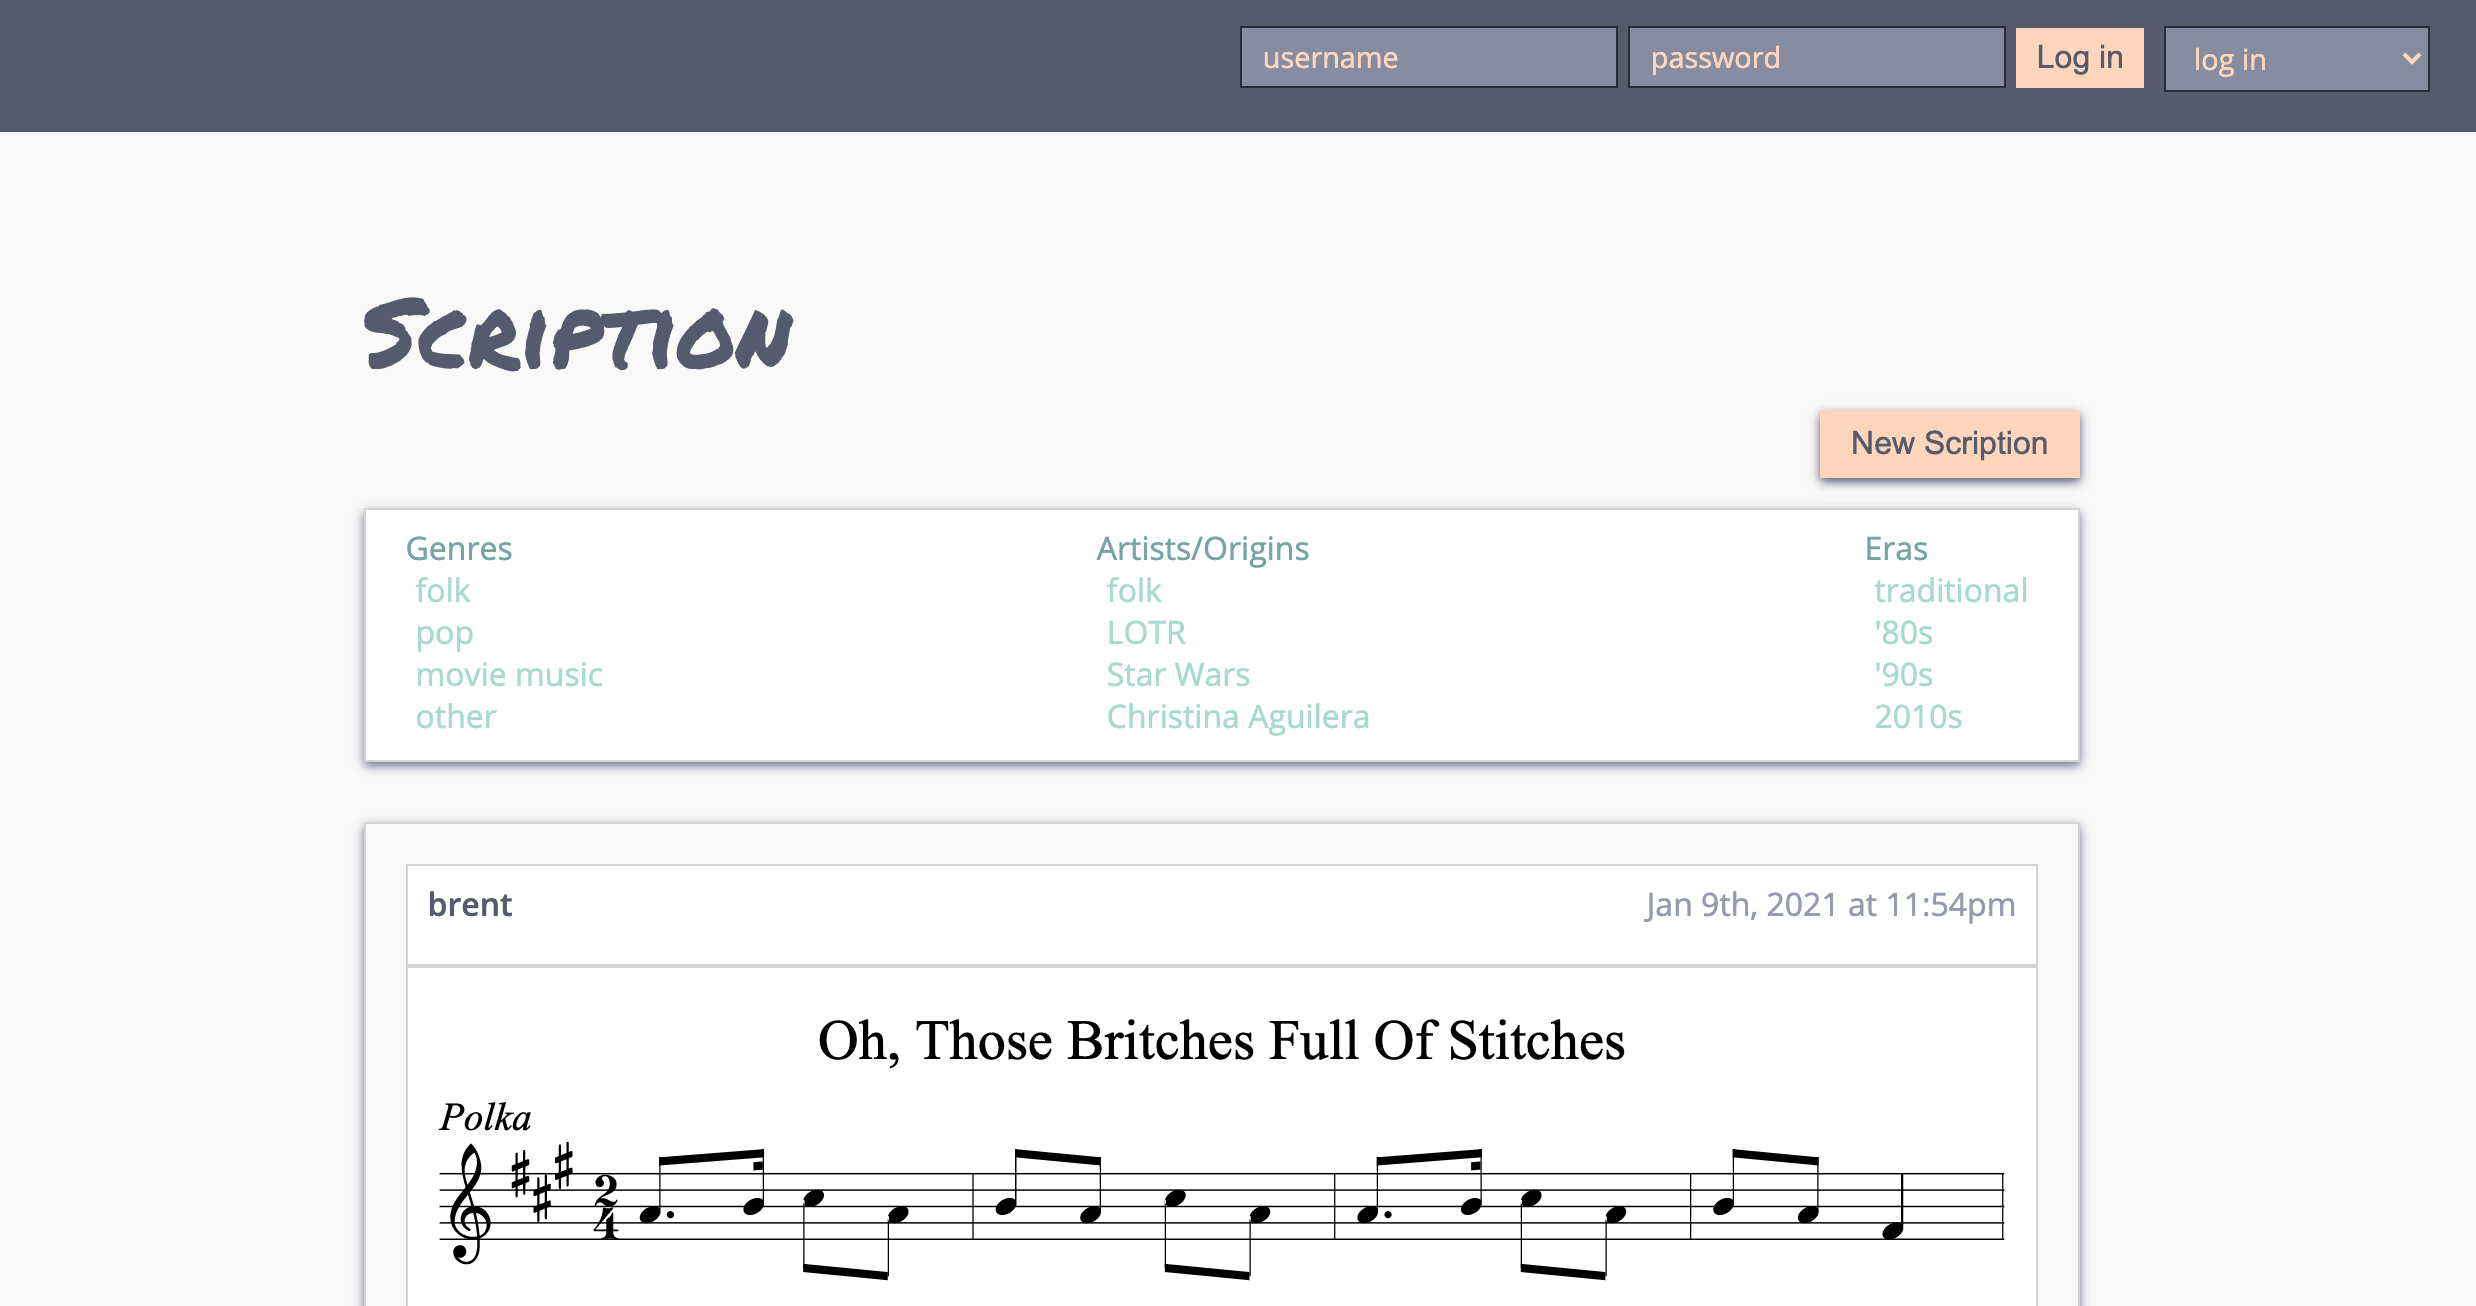 username password Log in log in
Scription
New Scription
Genres
folk
pop
movie music
other
Artists/Origins
folk
LOTR
Star Wars
Christina Aguilera
Eras
traditional
'80s
'90s
2010s
brent Jan 9th, 2021 at 11:54pm
Oh, Those Britches Full Of Stitches
Polka
2
4